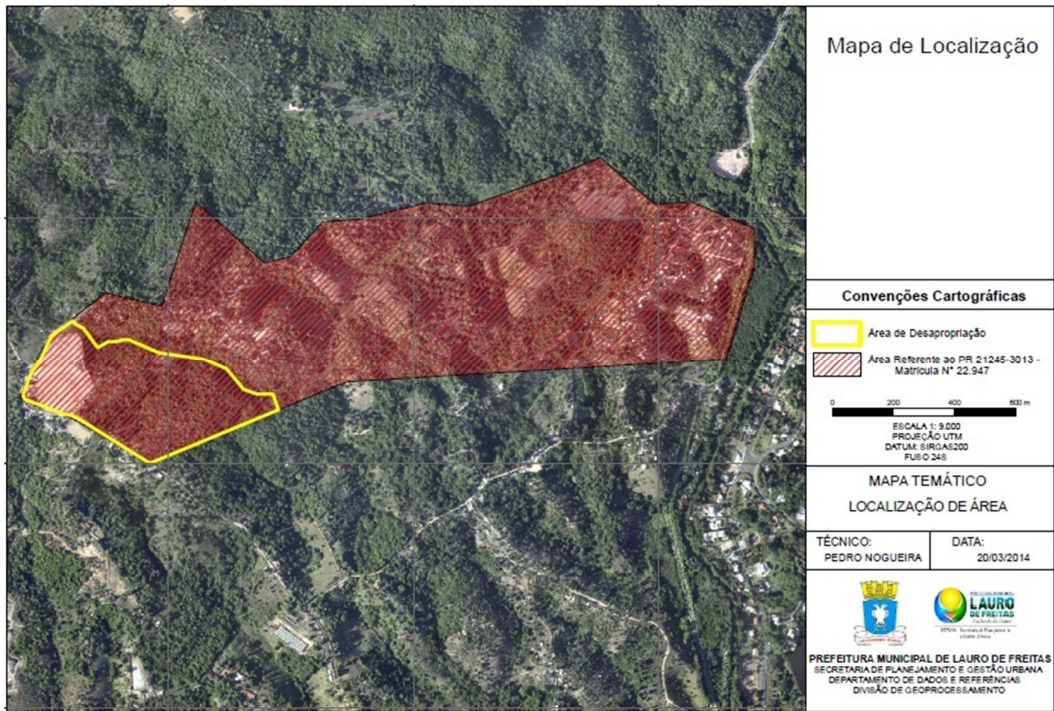 Mapa de Localização
Convenções Cartográficas
Área de Desapropriação
Área Referente ao PR 21245-3013 -
Matricula N° 22.947
0 200 400 600 m
ESCALA 1: 9.000
PROJEÇÃO UTM
DATUM: SIRGAS200
FUSO 24S
MAPA TEMÁTICO
LOCALIZAÇÃO DE ÁREA
TÉCNICO:
PEDRO NOGUEIRA
DATA:
20/03/2014
LAURO
DE FREITAS
PREFEITURA MUNICIPAL DE LAURO DE FREITAS
SECRETARIA DE PLANEJAMENTO E GESTÃO URBANA
DEPARTAMENTO DE DADOS E REFERÊNCIAS
DIVISÃO DE GEOPROCESSAMENTO